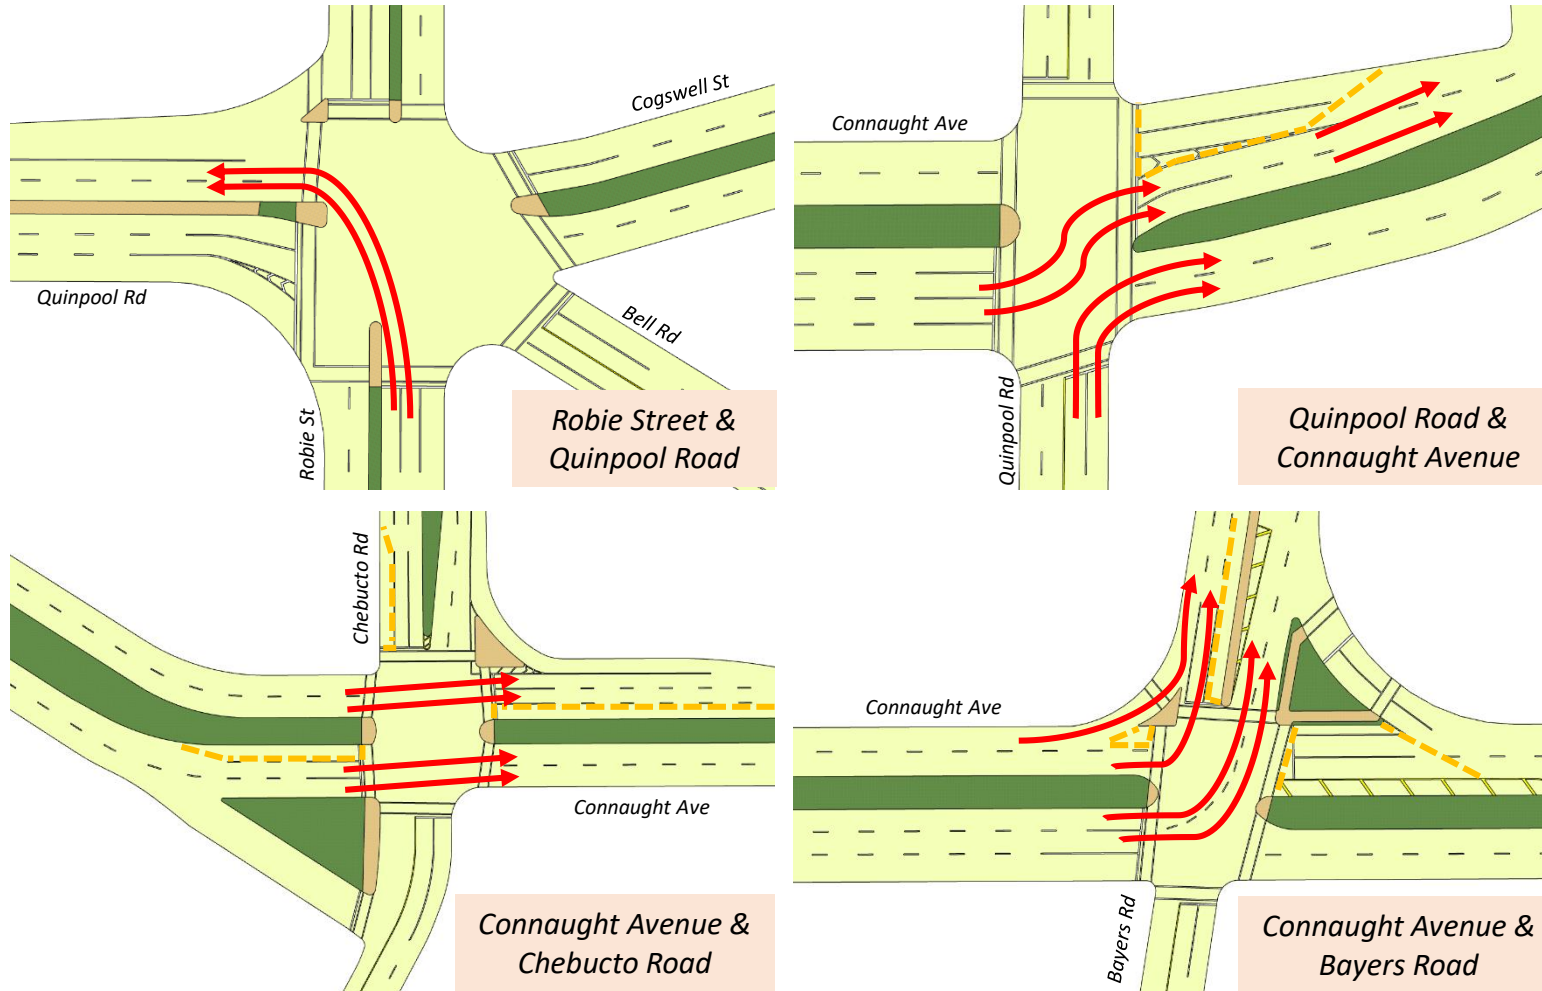 Cogswell St
Quinpool Rd
Bell Rd
Robie St
Robie Street &
Quinpool Road
Connaught Ave
Quinpool Rd
Quinpool Road &
Connaught Avenue
Chebucto Rd
Connaught Ave
Connaught Avenue &
Chebucto Road
Connaught Ave
Bayers Rd
Connaught Avenue &
Bayers Road